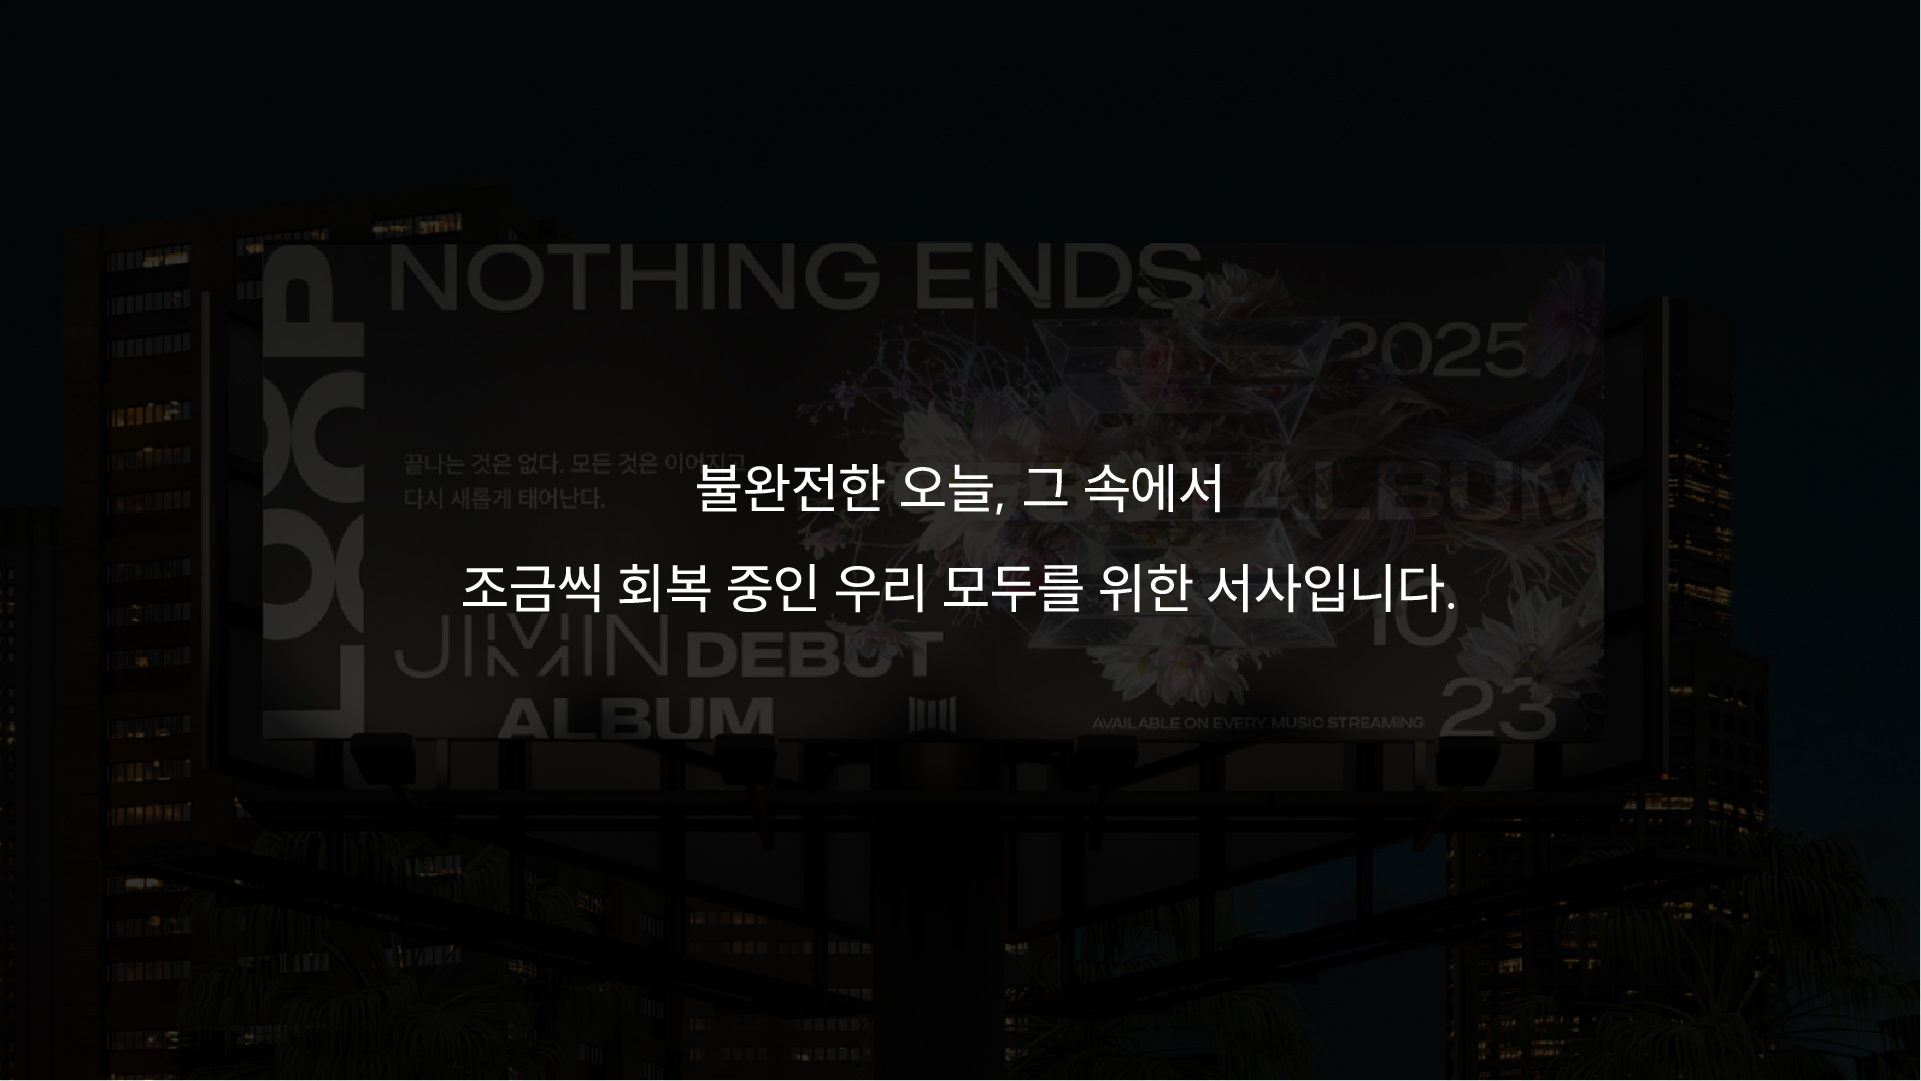 NOTHING ENDS
2025
LOOP
끝나는 것은 없다. 모든 것은 이어지고
다시 새롭게 태어난다.
ALBUM
불완전한 오늘, 그 속에서
조금씩 회복 중인 우리 모두를 위한 서사입니다.
10
JIMIN DEBUT
ALBUM
AVAILABLE ON EVERY MUSIC STREAMING
23